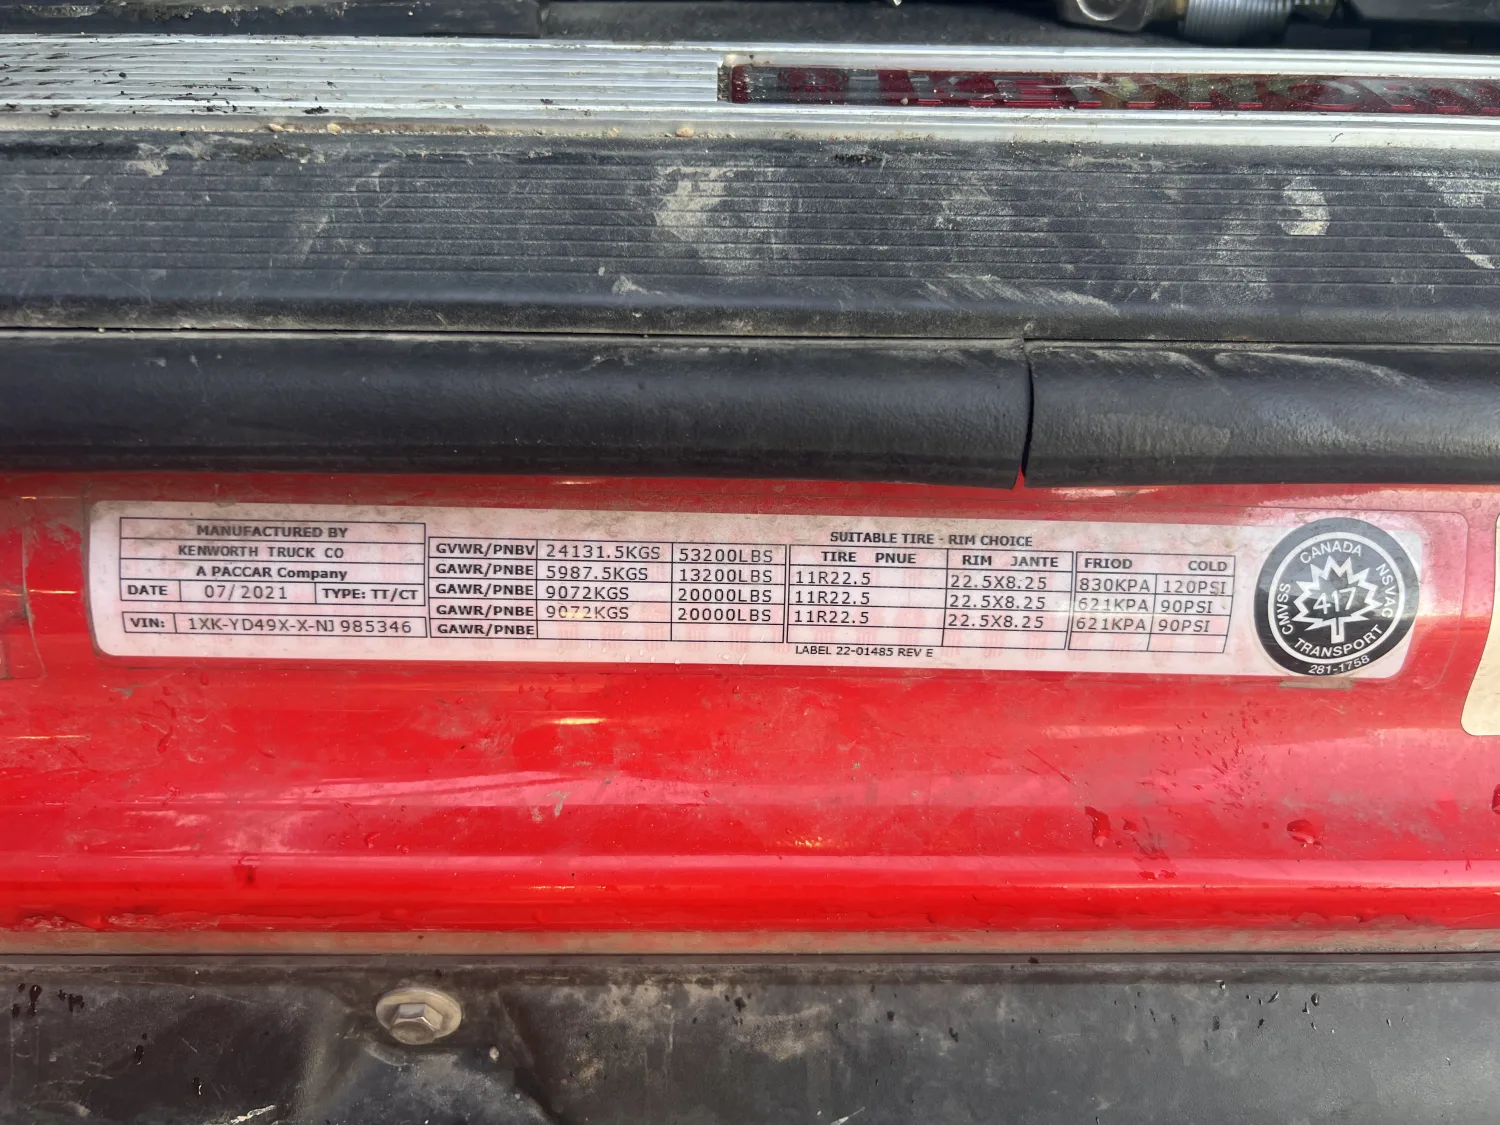 MANUFACTURED BY
KENWORTH TRUCK CO
A PACCAR Company
DATE 07/2021 TYPE: TT/CT
VIN: 1XK-YD49X-X-NJ 985346
GVWR/PNBV 24131.5KGS 53200LBS
GAWR/PNBE 5987.5KGS 13200LBS
GAWR/PNBE 9072KGS 20000LBS
GAWR/PNBE 9072KGS 20000LBS
GAWR/PNBE
SUITABLE TIRE - RIM CHOICE
TIRE PNUE RIM JANTE FRIOD COLD
11R22.5 22.5X8.25 830KPA 120PSI
11R22.5 22.5X8.25 621KPA 90PSI
11R22.5 22.5X8.25 621KPA 90PSI
LABEL 22-01485 REV E
CANADA
CMVSS
NSVAC
417
TRANSPORT
281-1758